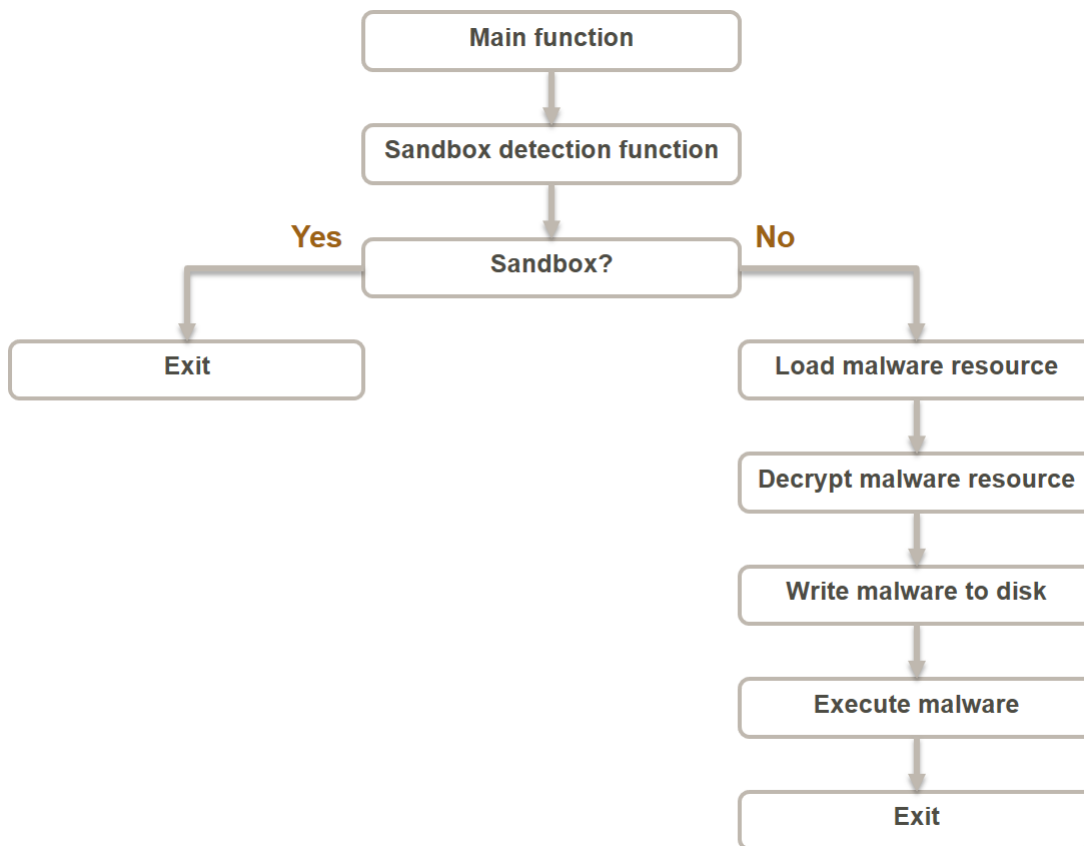 Main function
Sandbox detection function
Yes
No
Sandbox?
Exit
Load malware resource
Decrypt malware resource
Write malware to disk
Execute malware
Exit